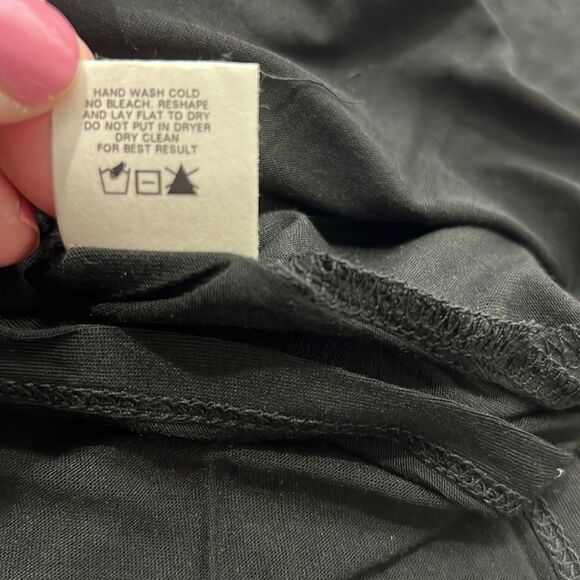 HAND WASH COLD
NO BLEACH. RESHAPE
AND LAY FLAT TO DRY
DO NOT PUT IN DRYER
DRY CLEAN
FOR BEST RESULT